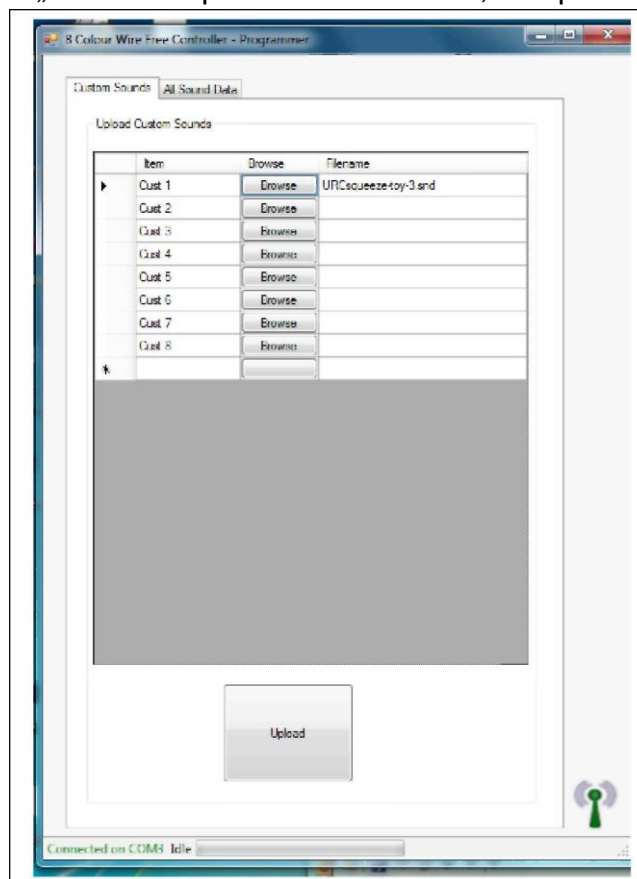 8 Colour Wire Free Controller - Programmer
Custom Sounds All Sound Data
Upload Custom Sounds
Item Browse Filename
Cust 1 Browse URCsqueeze-toy-3.snd
Cust 2 Browse
Cust 3 Browse
Cust 4 Browse
Cust 5 Browse
Cust 6 Browse
Cust 7 Browse
Cust 8 Browse
Upload
Connected on COM3 Idle